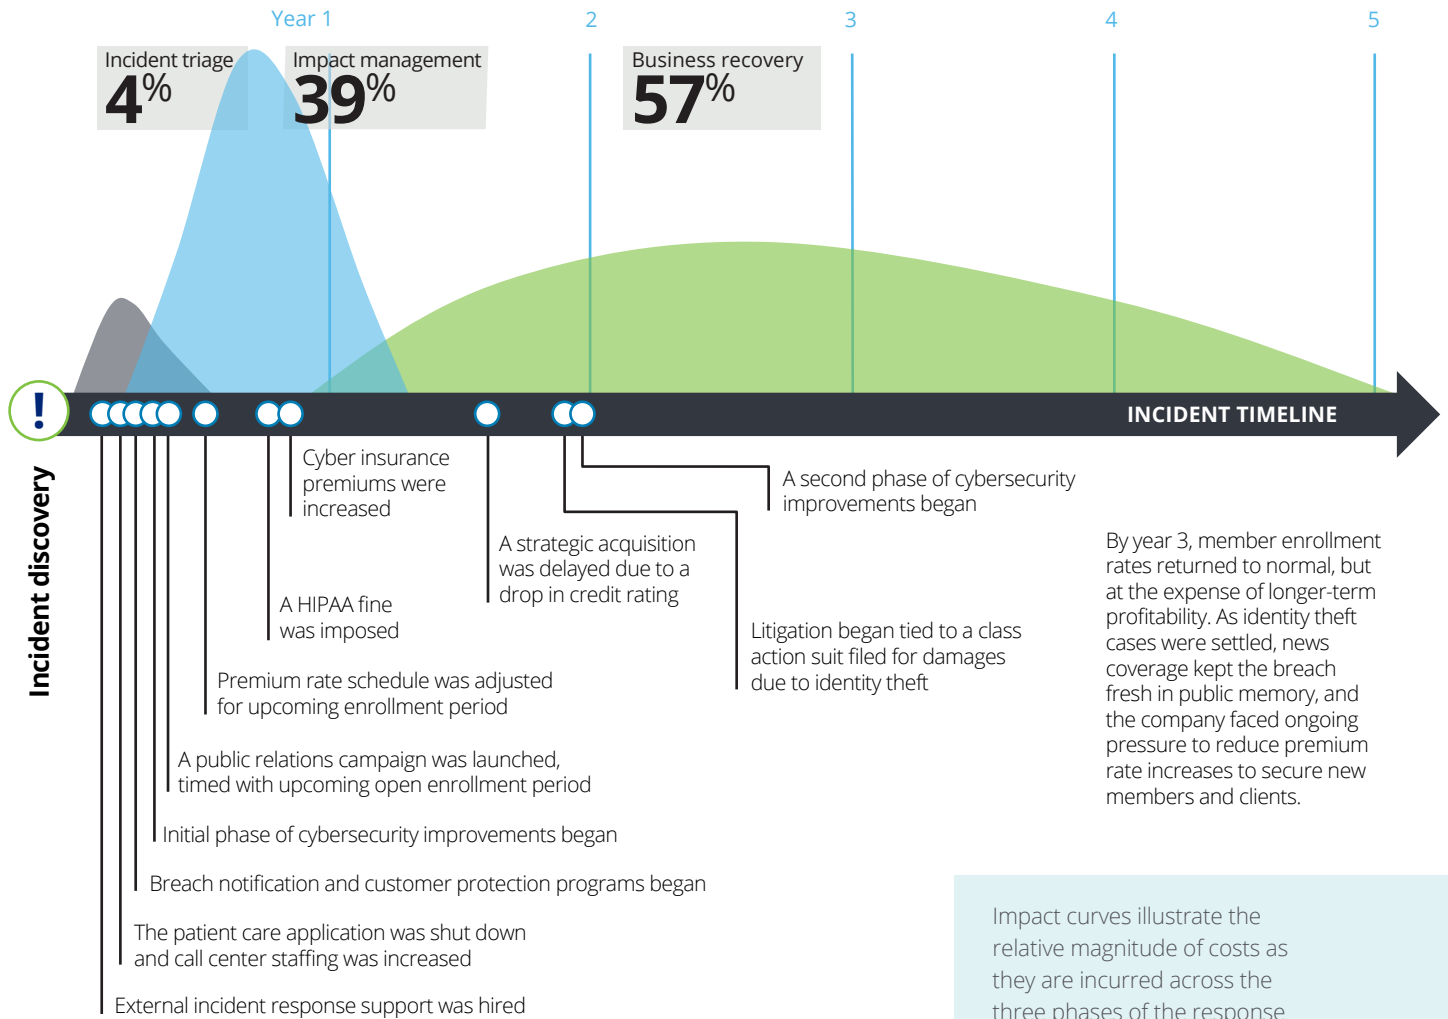 Year 1
2
3
4
5
Incident triage
4%
Impact management
39%
Business recovery
57%
!
INCIDENT TIMELINE
Incident discovery
Cyber insurance
premiums were
increased
A second phase of cybersecurity
improvements began
A strategic acquisition
was delayed due to a
drop in credit rating
A HIPAA fine
was imposed
Litigation began tied to a class
action suit filed for damages
due to identity theft
By year 3, member enrollment
rates returned to normal, but
at the expense of longer-term
profitability. As identity theft
cases were settled, news
coverage kept the breach
fresh in public memory, and
the company faced ongoing
pressure to reduce premium
rate increases to secure new
members and clients.
Premium rate schedule was adjusted
for upcoming enrollment period
A public relations campaign was launched,
timed with upcoming open enrollment period
Initial phase of cybersecurity improvements began
Breach notification and customer protection programs began
The patient care application was shut down
and call center staffing was increased
External incident response support was hired
Impact curves illustrate the
relative magnitude of costs as
they are incurred across the
three phases of the response